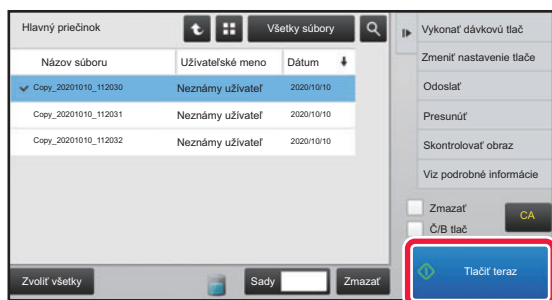 Hlavný priečinok
Všetky súbory
Názov súboru Užívateľské meno Dátum
Copy_20201010_112030 Neznámy užívateľ 2020/10/10
Copy_20201010_112031 Neznámy užívateľ 2020/10/10
Copy_20201010_112032 Neznámy užívateľ 2020/10/10
Zvoliť všetky
Sady
Zmazať
Vykonať dávkovú tlač
Zmeniť nastavenie tlače
Odoslať
Presunúť
Skontrolovať obraz
Viz podrobné informácie
Zmazať
Č/B tlač
CA
Tlačiť teraz